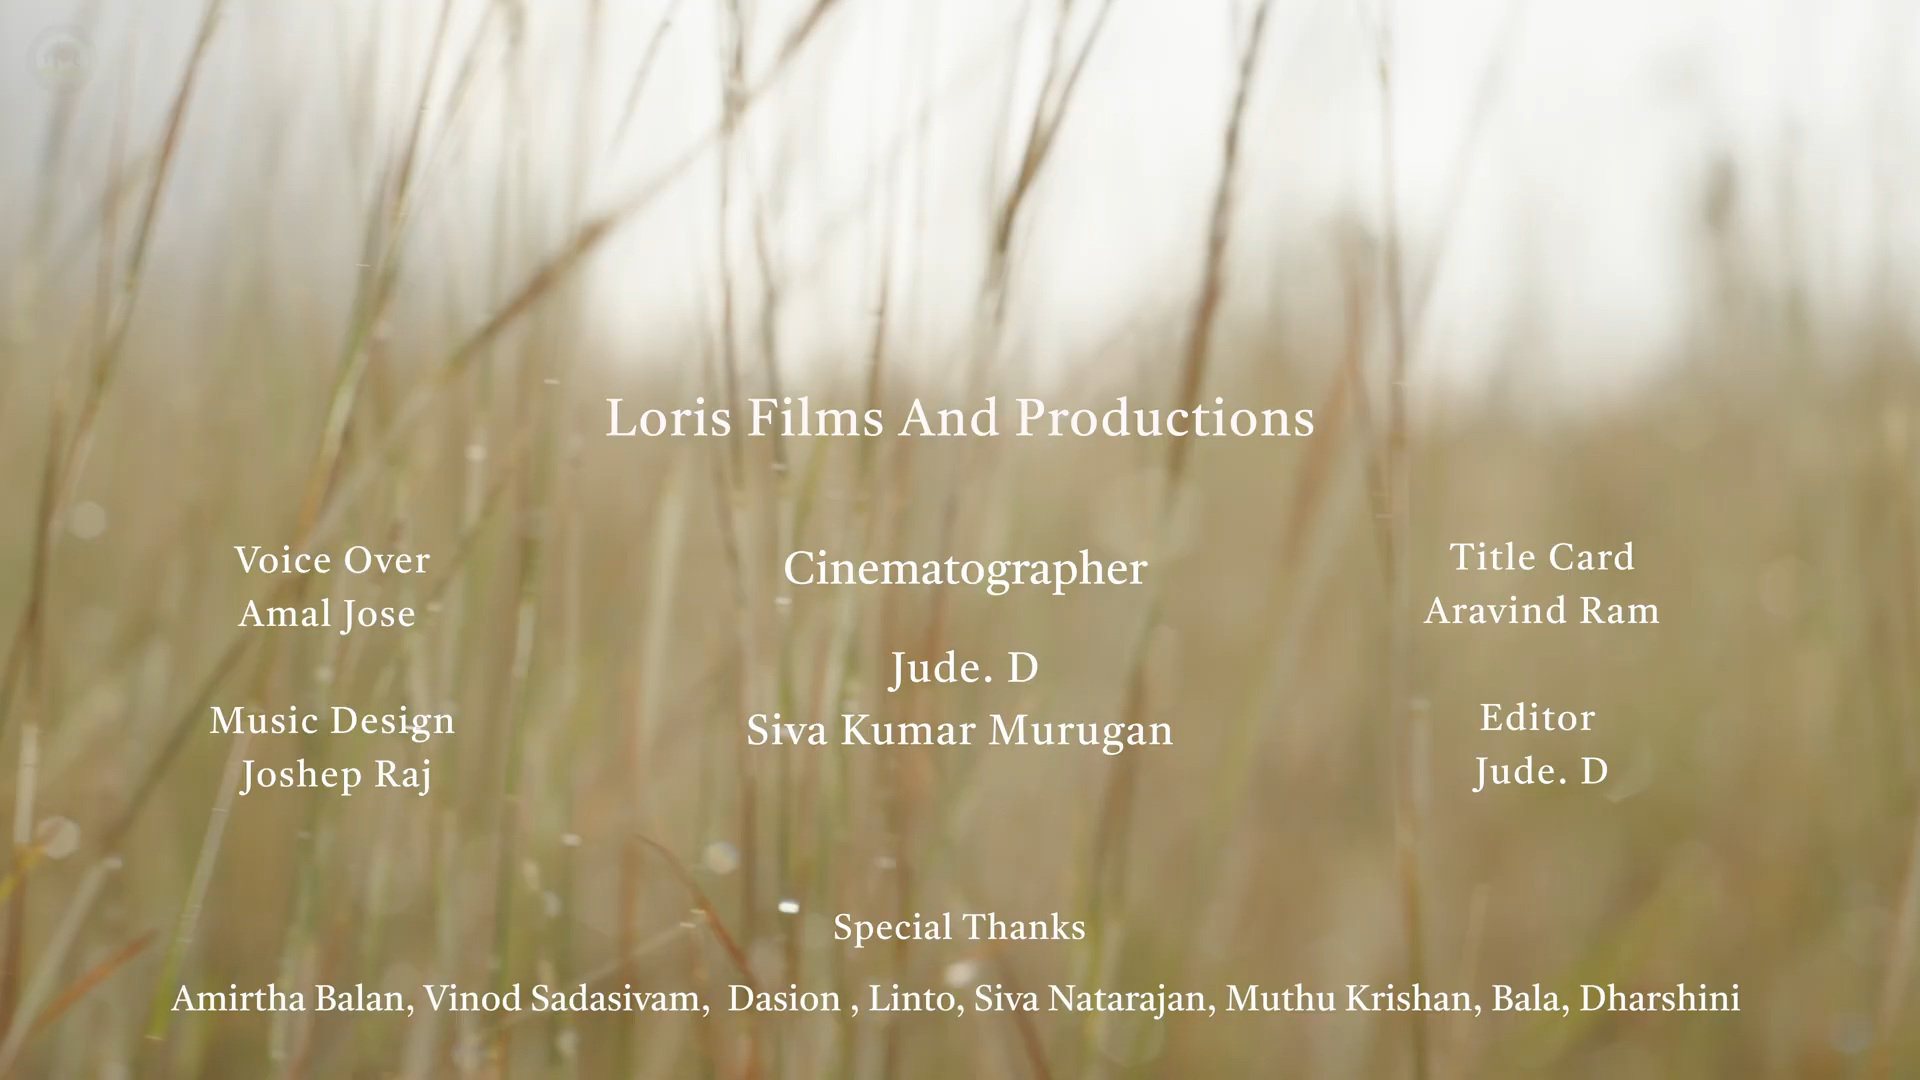 Loris Films And Productions
Voice Over
Amal Jose
Music Design
Joshep Raj
Cinematographer
Jude. D
Siva Kumar Murugan
Title Card
Aravind Ram
Editor
Jude. D
Special Thanks
Amirtha Balan, Vinod Sadasivam,  Dasion , Linto, Siva Natarajan, Muthu Krishan, Bala, Dharshini